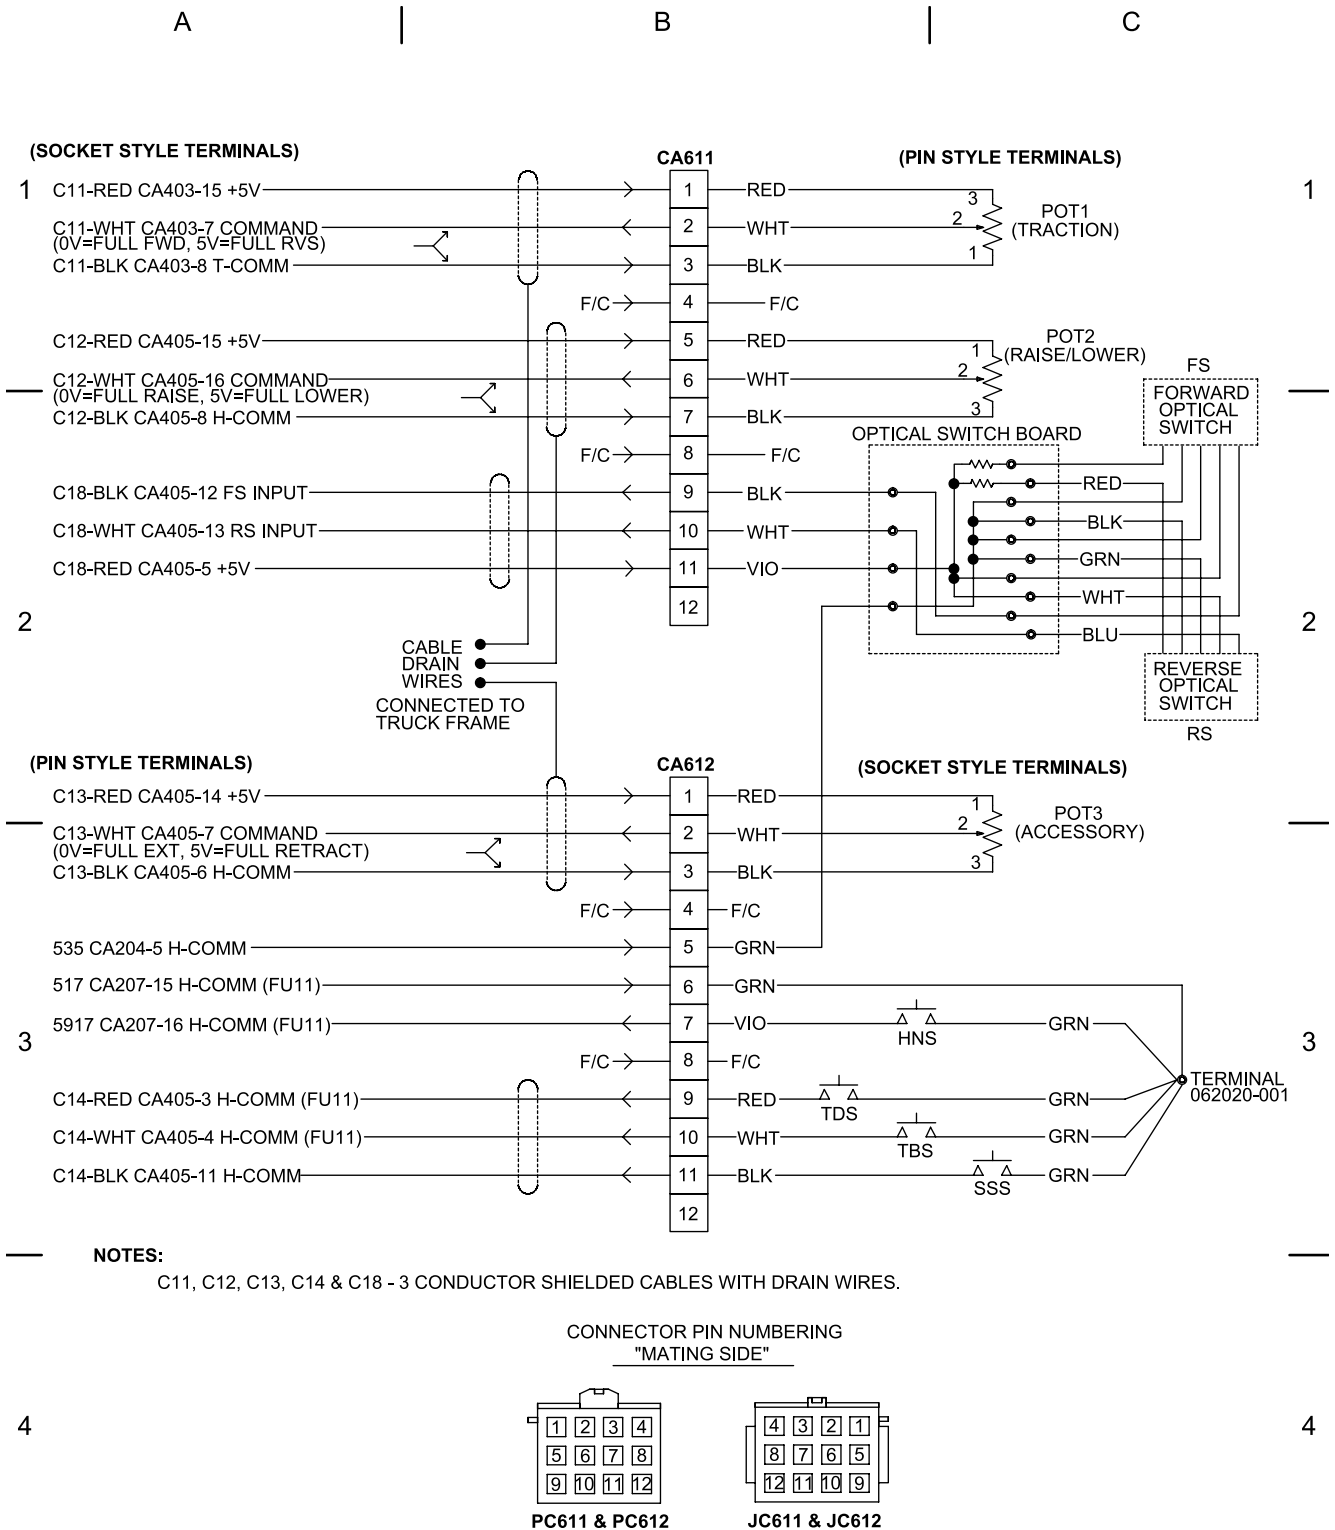 A B C
(SOCKET STYLE TERMINALS) CA611 (PIN STYLE TERMINALS)
1 C11-RED CA403-15 +5V 1 RED 3 1
C11-WHT CA403-7 COMMAND 2 WHT 2 POT1
(0V=FULL FWD, 5V=FULL RVS) (TRACTION)
C11-BLK CA403-8 T-COMM 3 BLK 1
F/C 4 F/C
C12-RED CA405-15 +5V 5 RED 1 POT2
(RAISE/LOWER)
C12-WHT CA405-16 COMMAND 6 WHT 2 FS
(0V=FULL RAISE, 5V=FULL LOWER) FORWARD
OPTICAL
SWITCH
C12-BLK CA405-8 H-COMM 7 BLK 3
OPTICAL SWITCH BOARD
F/C 8 F/C
RED
C18-BLK CA405-12 FS INPUT 9 BLK
BLK
C18-WHT CA405-13 RS INPUT 10 WHT
GRN
C18-RED CA405-5 +5V 11 VIO
WHT
12
2 2
BLU
CABLE
DRAIN
WIRES
CONNECTED TO
TRUCK FRAME
REVERSE
OPTICAL
SWITCH
RS
(PIN STYLE TERMINALS) CA612 (SOCKET STYLE TERMINALS)
C13-RED CA405-14 +5V 1 RED 1 POT3
C13-WHT CA405-7 COMMAND 2 WHT 2 (ACCESSORY)
(0V=FULL EXT, 5V=FULL RETRACT)
C13-BLK CA405-6 H-COMM 3 BLK 3
F/C 4 F/C
535 CA204-5 H-COMM 5 GRN
517 CA207-15 H-COMM (FU11) 6 GRN
5917 CA207-16 H-COMM (FU11) 7 VIO HNS GRN
3 3
F/C 8 F/C
TERMINAL
062020-001
C14-RED CA405-3 H-COMM (FU11) 9 RED TDS GRN
C14-WHT CA405-4 H-COMM (FU11) 10 WHT TBS GRN
C14-BLK CA405-11 H-COMM 11 BLK SSS GRN
12
NOTES:
C11, C12, C13, C14 & C18 - 3 CONDUCTOR SHIELDED CABLES WITH DRAIN WIRES.
CONNECTOR PIN NUMBERING
"MATING SIDE"
4 4
1 2 3 4 4 3 2 1
5 6 7 8 8 7 6 5
9 10 11 12 12 11 10 9
PC611 & PC612 JC611 & JC612